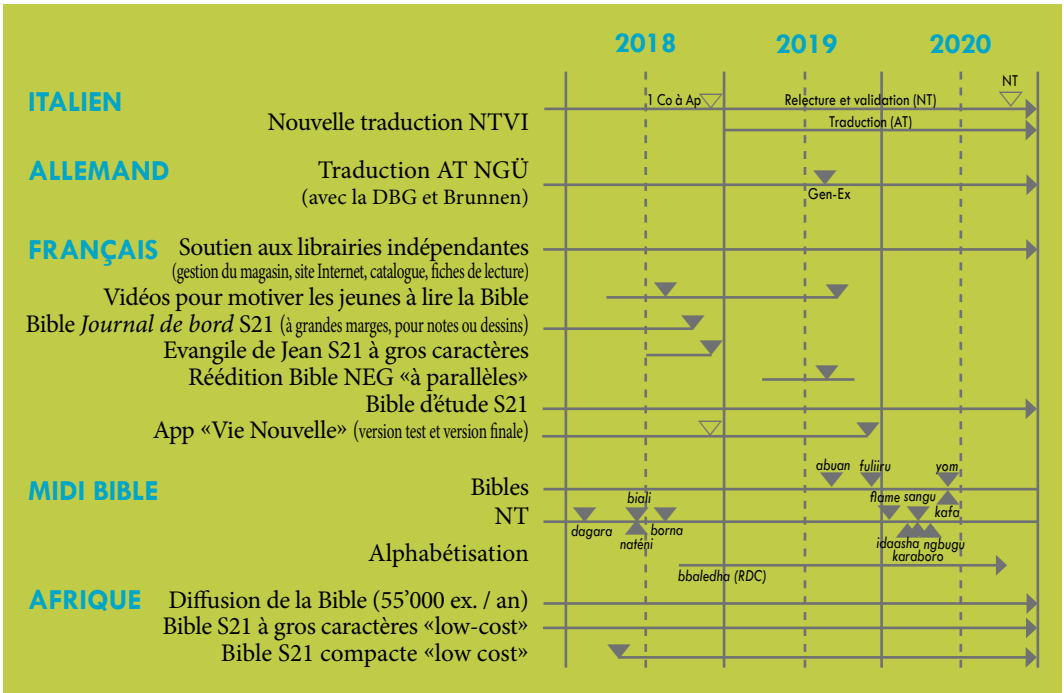 2018 2019 2020
NT
ITALIEN
1 Co à Ap
Relecture et validation (NT)
Nouvelle traduction NTVI
Traduction (AT)
ALLEMAND
Traduction AT NGÜ
(avec la DBG et Brunnen)
Gen-Ex
FRANÇAIS
Soutien aux librairies indépendantes
(gestion du magasin, site Internet, catalogue, fiches de lecture)
Vidéos pour motiver les jeunes à lire la Bible
Bible Journal de bord S21 (à grandes marges, pour notes ou dessins)
Evangile de Jean S21 à gros caractères
Réédition Bible NEG «à parallèles»
Bible d'étude S21
App «Vie Nouvelle» (version test et version finale)
abuan fuliiru yom
MIDI BIBLE
Bibles
biali
flame sangu
kafa
NT
dagara
borna
naténi
idaasha ngbugu
karaboro
Alphabétisation
bbaledha (RDC)
AFRIQUE
Diffusion de la Bible (55'000 ex. / an)
Bible S21 à gros caractères «low-cost»
Bible S21 compacte «low cost»